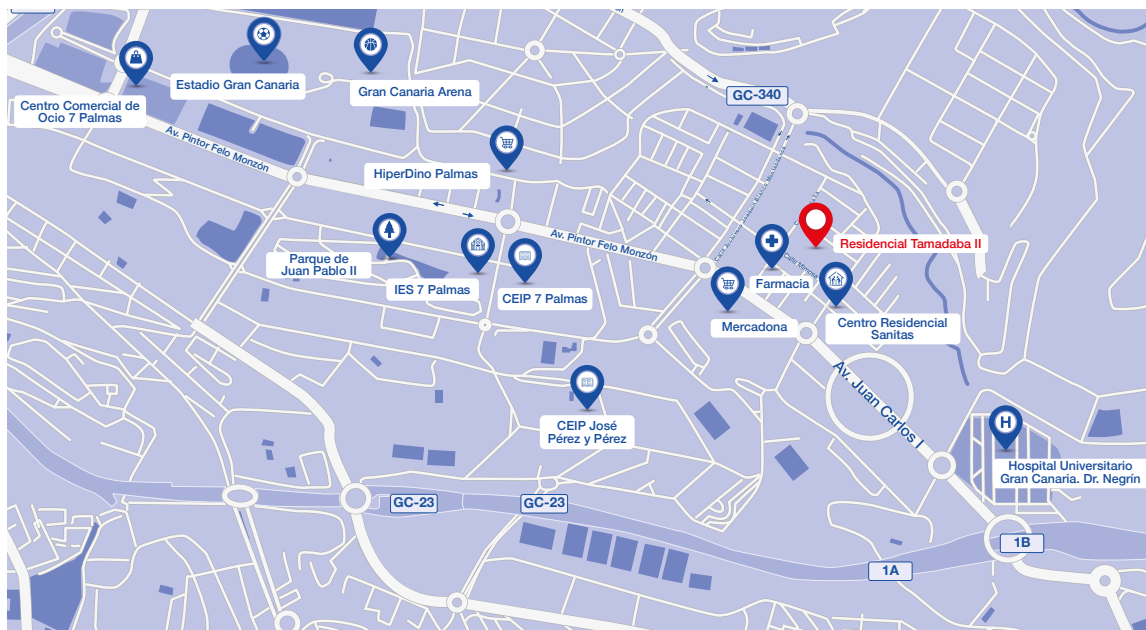 Estadio Gran Canaria
Gran Canaria Arena
GC-340
Centro Comercial de
Ocio 7 Palmas
Av. Pintor Felo Monzón
HiperDino Palmas
Av. Pintor Felo Monzón
Residencial Tamadaba II
Parque de
Juan Pablo II
IES 7 Palmas
CEIP 7 Palmas
Calle Mimosa
Farmacia
Mercadona
Centro Residencial
Sanitas
Av. Juan Carlos I
CEIP José
Pérez y Pérez
H
Hospital Universitario
Gran Canaria. Dr. Negrín
GC-23
GC-23
1B
1A